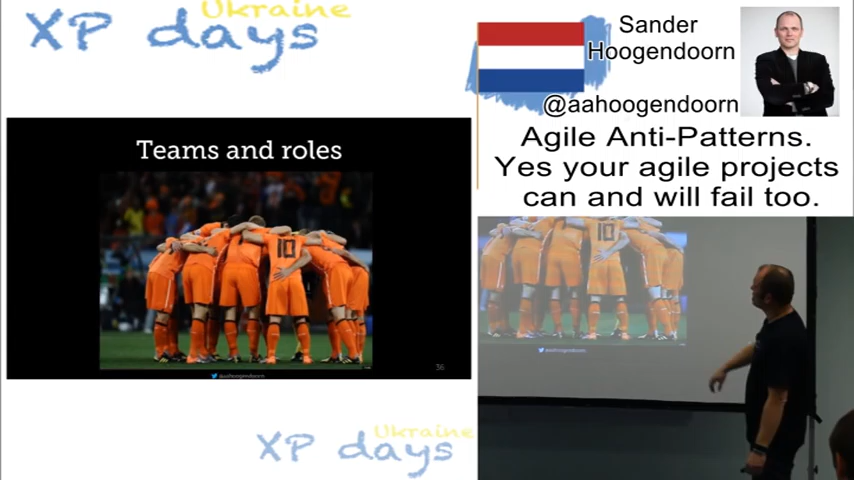 Ukraine
XP days
Sander
Hoogendoorn
@aahoogendoorn
Agile Anti-Patterns.
Yes your agile projects
can and will fail too.
Teams and roles
10
@aahoogendoorn
36
10
@aahoogendoorn
Ukraine
XP days